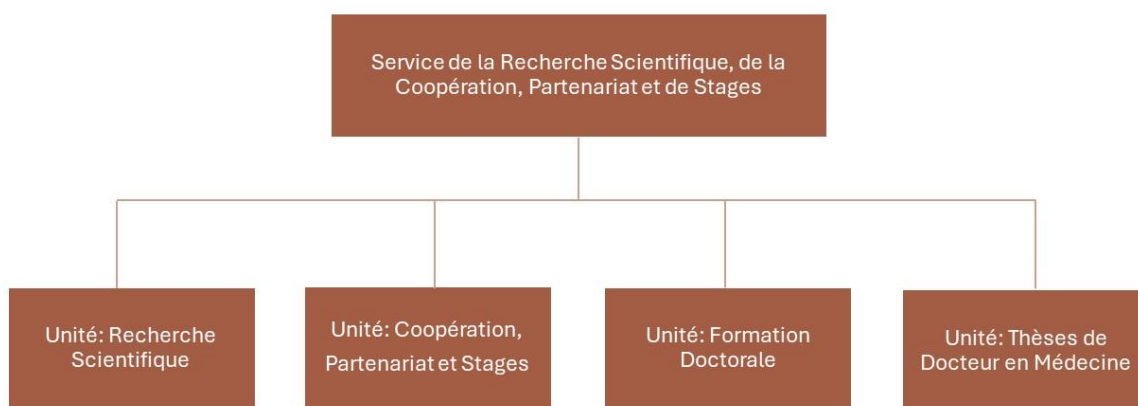 Service de la Recherche Scientifique, de la
Coopération, Partenariat et de Stages
Unité: Recherche
Scientifique
Unité: Coopération,
Partenariat et Stages
Unité: Formation
Doctorale
Unité: Thèses de
Docteur en Médecine